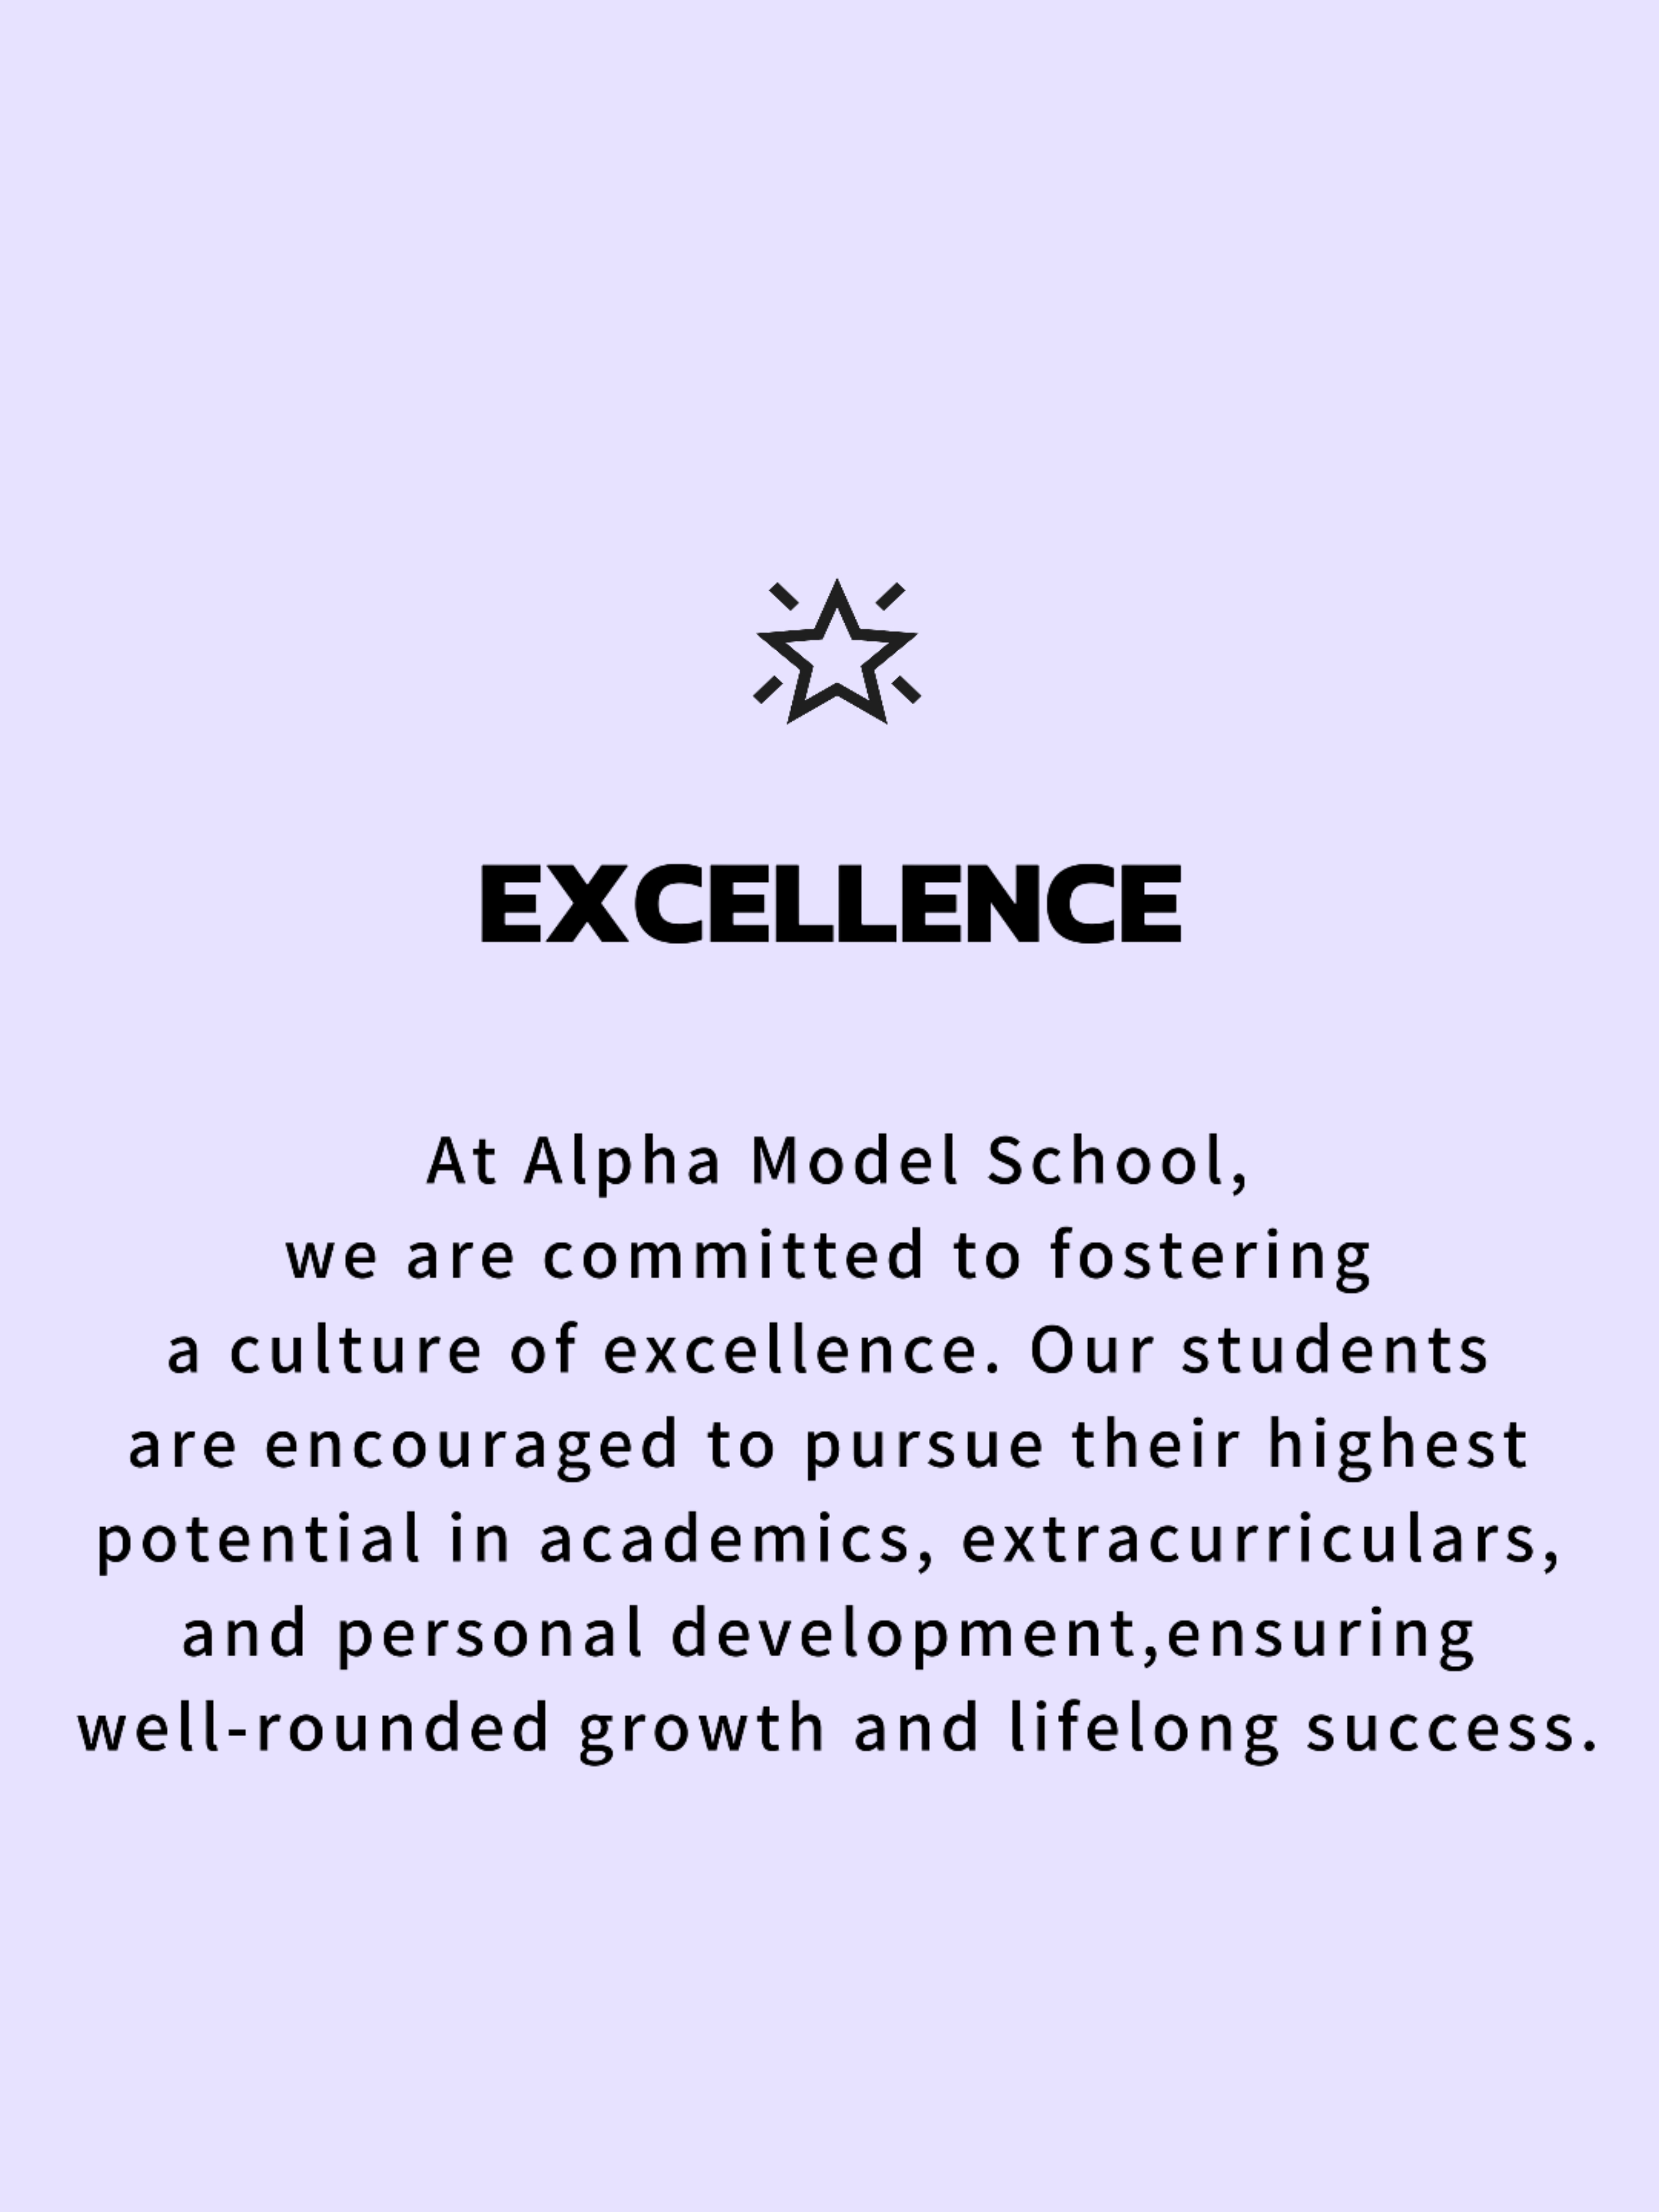 EXCELLENCE
At Alpha Model School,
we are committed to fostering
a culture of excellence. Our students
are encouraged to pursue their highest
potential in academics, extracurriculars,
and personal development,ensuring
well-rounded growth and lifelong success.